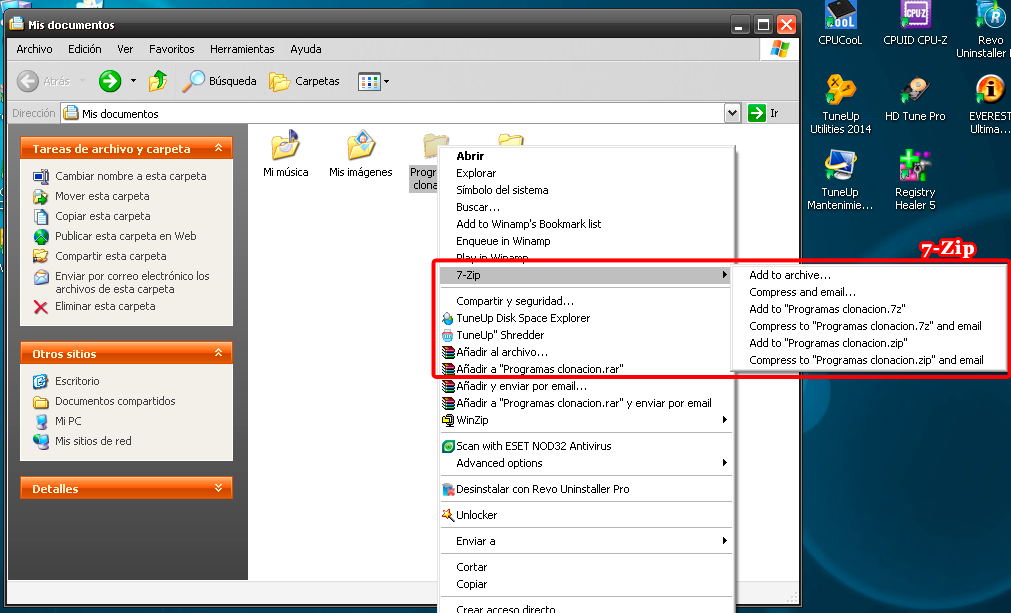 Mis documentos
Archivo Edición Ver Favoritos Herramientas Ayuda
Atrás Búsqueda Carpetas
Dirección Mis documentos Ir
Tareas de archivo y carpeta
Cambiar nombre a esta carpeta
Mover esta carpeta
Copiar esta carpeta
Publicar esta carpeta en Web
Compartir esta carpeta
Enviar por correo electrónico los
archivos de esta carpeta
Eliminar esta carpeta
Otros sitios
Escritorio
Documentos compartidos
Mi PC
Mis sitios de red
Detalles
Mi música
Mis imágenes
Progr
clona
Abrir
Explorar
Símbolo del sistema
Buscar...
Add to Winamp's Bookmark list
Enqueue in Winamp
Play in Winamp
7-Zip
Compartir y seguridad...
TuneUp Disk Space Explorer
TuneUp" Shredder
Añadir al archivo...
Añadir a "Programas clonacion.rar"
Añadir y enviar por email...
Añadir a "Programas clonacion.rar" y enviar por email
WinZip
Scan with ESET NOD32 Antivirus
Advanced options
Desinstalar con Revo Uninstaller Pro
Unlocker
Enviar a
Cortar
Copiar
Crear acceso directo
7-Zip
Add to archive...
Compress and email...
Add to "Programas clonacion.7z"
Compress to "Programas clonacion.7z" and email
Add to "Programas clonacion.zip"
Compress to "Programas clonacion.zip" and email
CPUCooL
CPUID CPU-Z
Revo
Uninstaller
TuneUp
Utilities 2014
HD Tune Pro
EVEREST
Ultima...
TuneUp
Mantenimie...
Registry
Healer 5